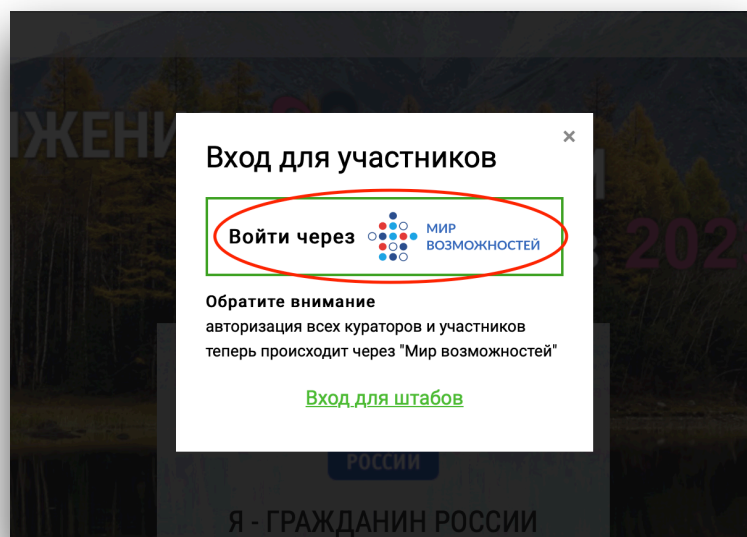 Вход для участников
×
Войти через МИР ВОЗМОЖНОСТЕЙ
Обратите внимание
авторизация всех кураторов и участников
теперь происходит через "Мир возможностей"
Вход для штабов
РОССИИ
Я - ГРАЖДАНИН РОССИИ